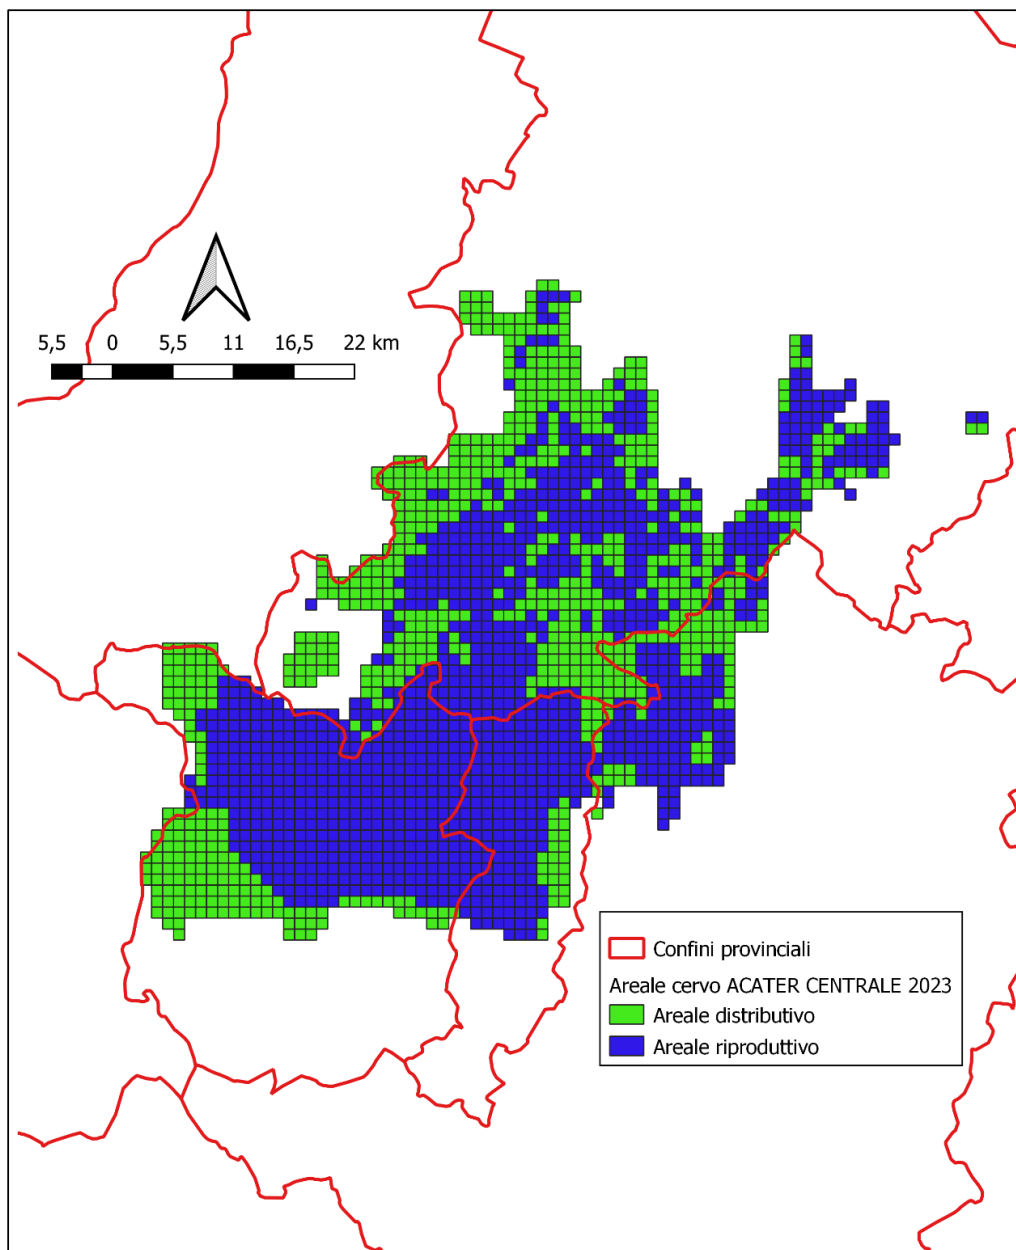 5,5 0 5,5 11 16,5 22 km
Confini provinciali
Areale cervo ACATER CENTRALE 2023
Areale distributivo
Areale riproduttivo